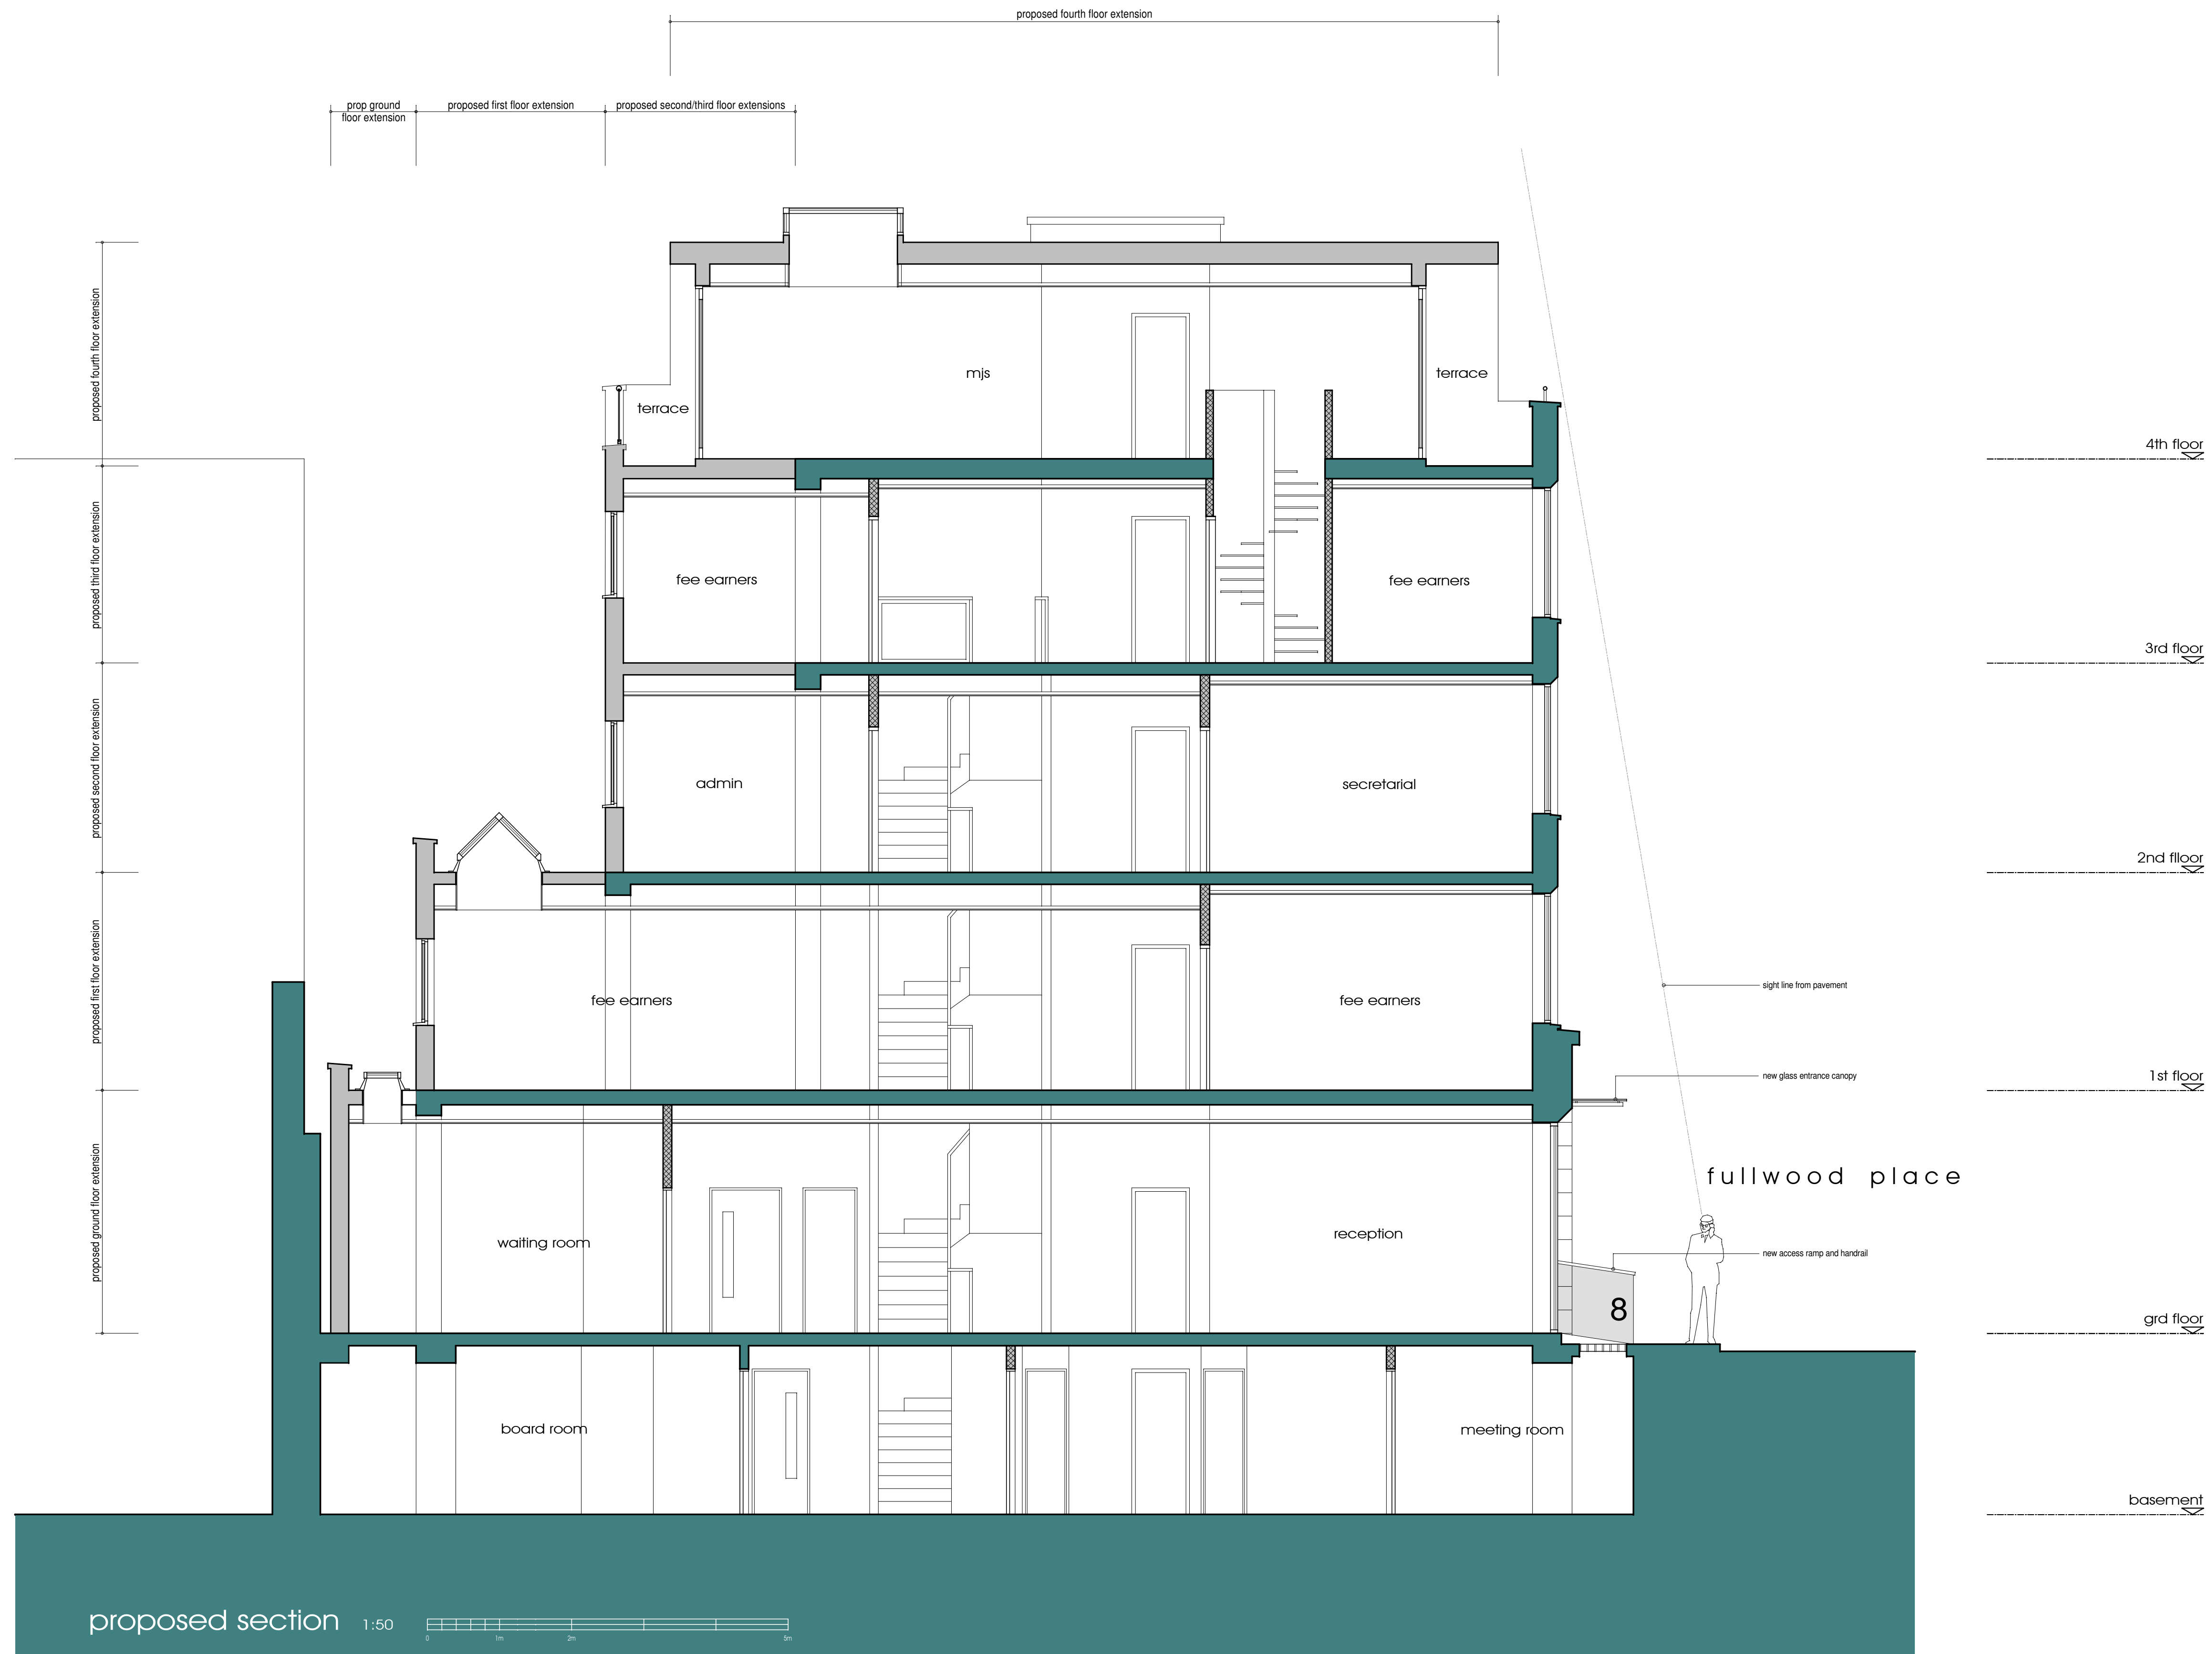 proposed fourth floor extension
prop ground
floor extension
proposed first floor extension
proposed second/third floor extensions
proposed fourth floor extension
proposed third floor extension
proposed second floor extension
proposed first floor extension
proposed ground floor extension
mjs
terrace
terrace
4th floor
fee earners
fee earners
3rd floor
admin
secretarial
2nd flloor
fee earners
fee earners
sight line from pavement
new glass entrance canopy
1st floor
fullwood place
waiting room
reception
new access ramp and handrail
8
grd floor
board room
meeting room
basement
proposed section 1:50
0 1m 2m 5m